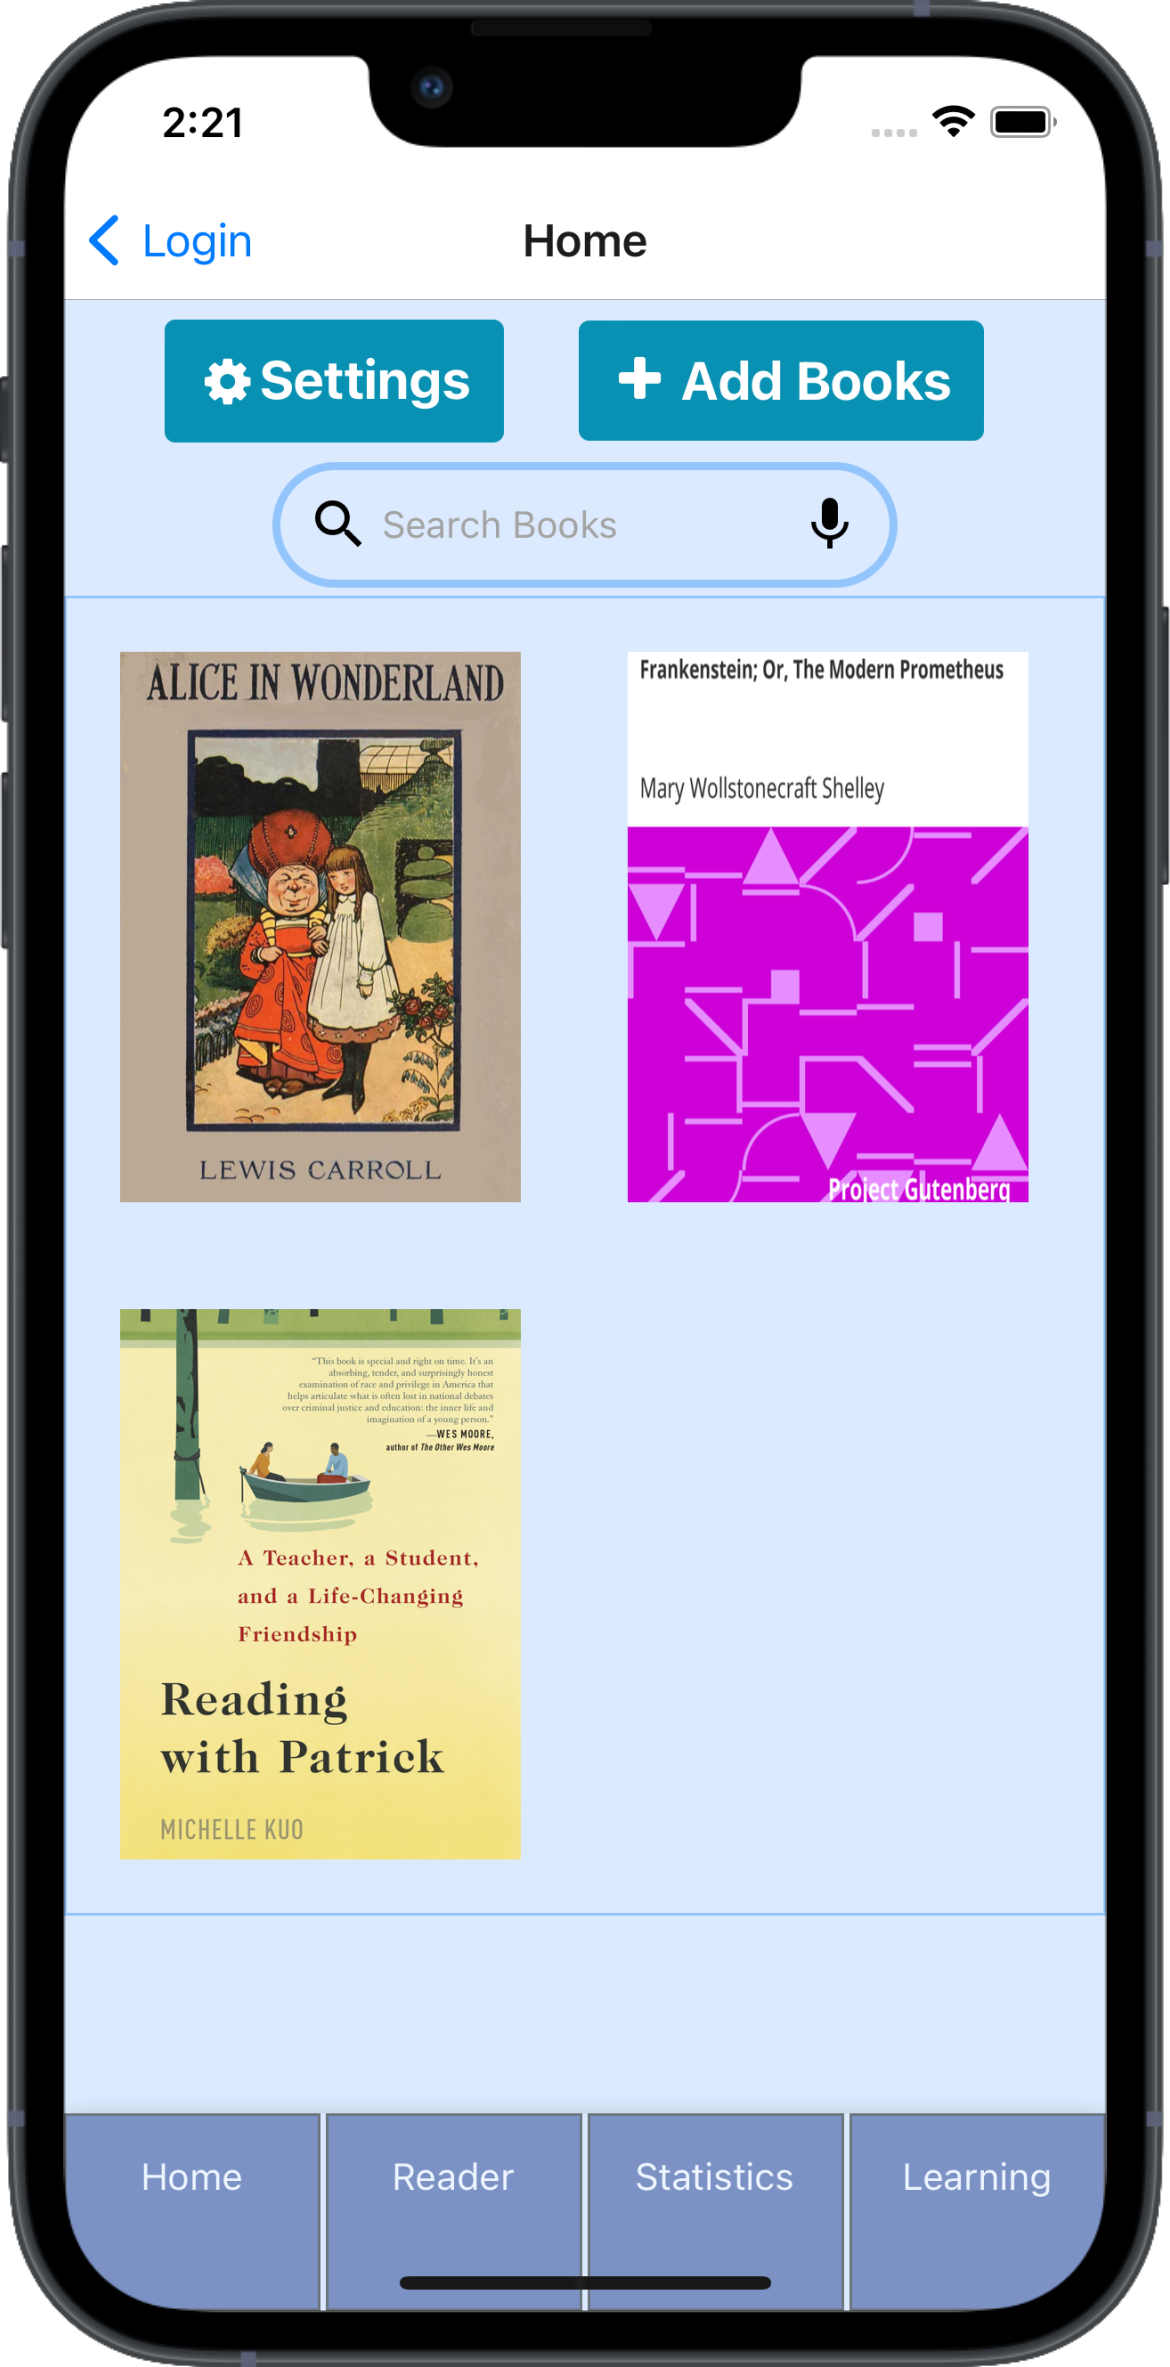 2:21
Login
Home
Settings
Add Books
Search Books
ALICE IN WONDERLAND
LEWIS CARROLL
Frankenstein; Or, The Modern Prometheus
Mary Wollstonecraft Shelley
Project Gutenberg
"This book is special and right on time. It's an
absorbing, tender, and surprisingly honest
examination of race and privilege in America that
helps articulate what is often lost in national debates
over criminal justice and education: the inner life and
imagination of a young person."
—WES MOORE,
author of The Other Wes Moore
A Teacher, a Student,
and a Life-Changing
Friendship
Reading
with Patrick
MICHELLE KUO
Home
Reader
Statistics
Learning